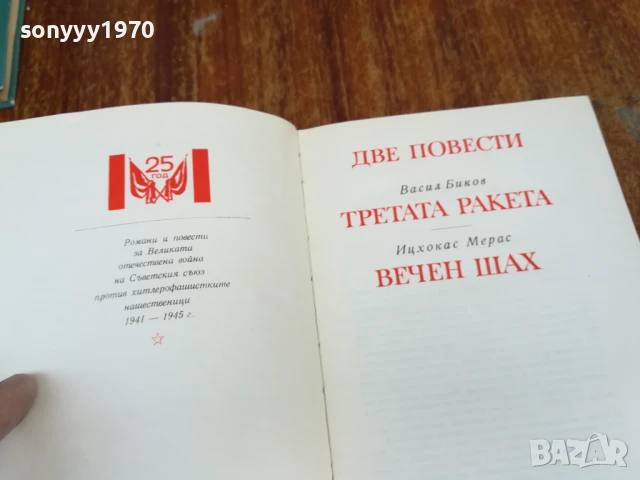 sonyyy1970
25
ГОД
Романи и повести
за Великата
отечествена война
на Съветския съюз
против хитлерофашистките
нашественици
1941 — 1945 г.
ДВЕ ПОВЕСТИ
Васил Биков
ТРЕТАТА РАКЕТА
Ицхокас Мерас
ВЕЧЕН ШАХ
BAZAR